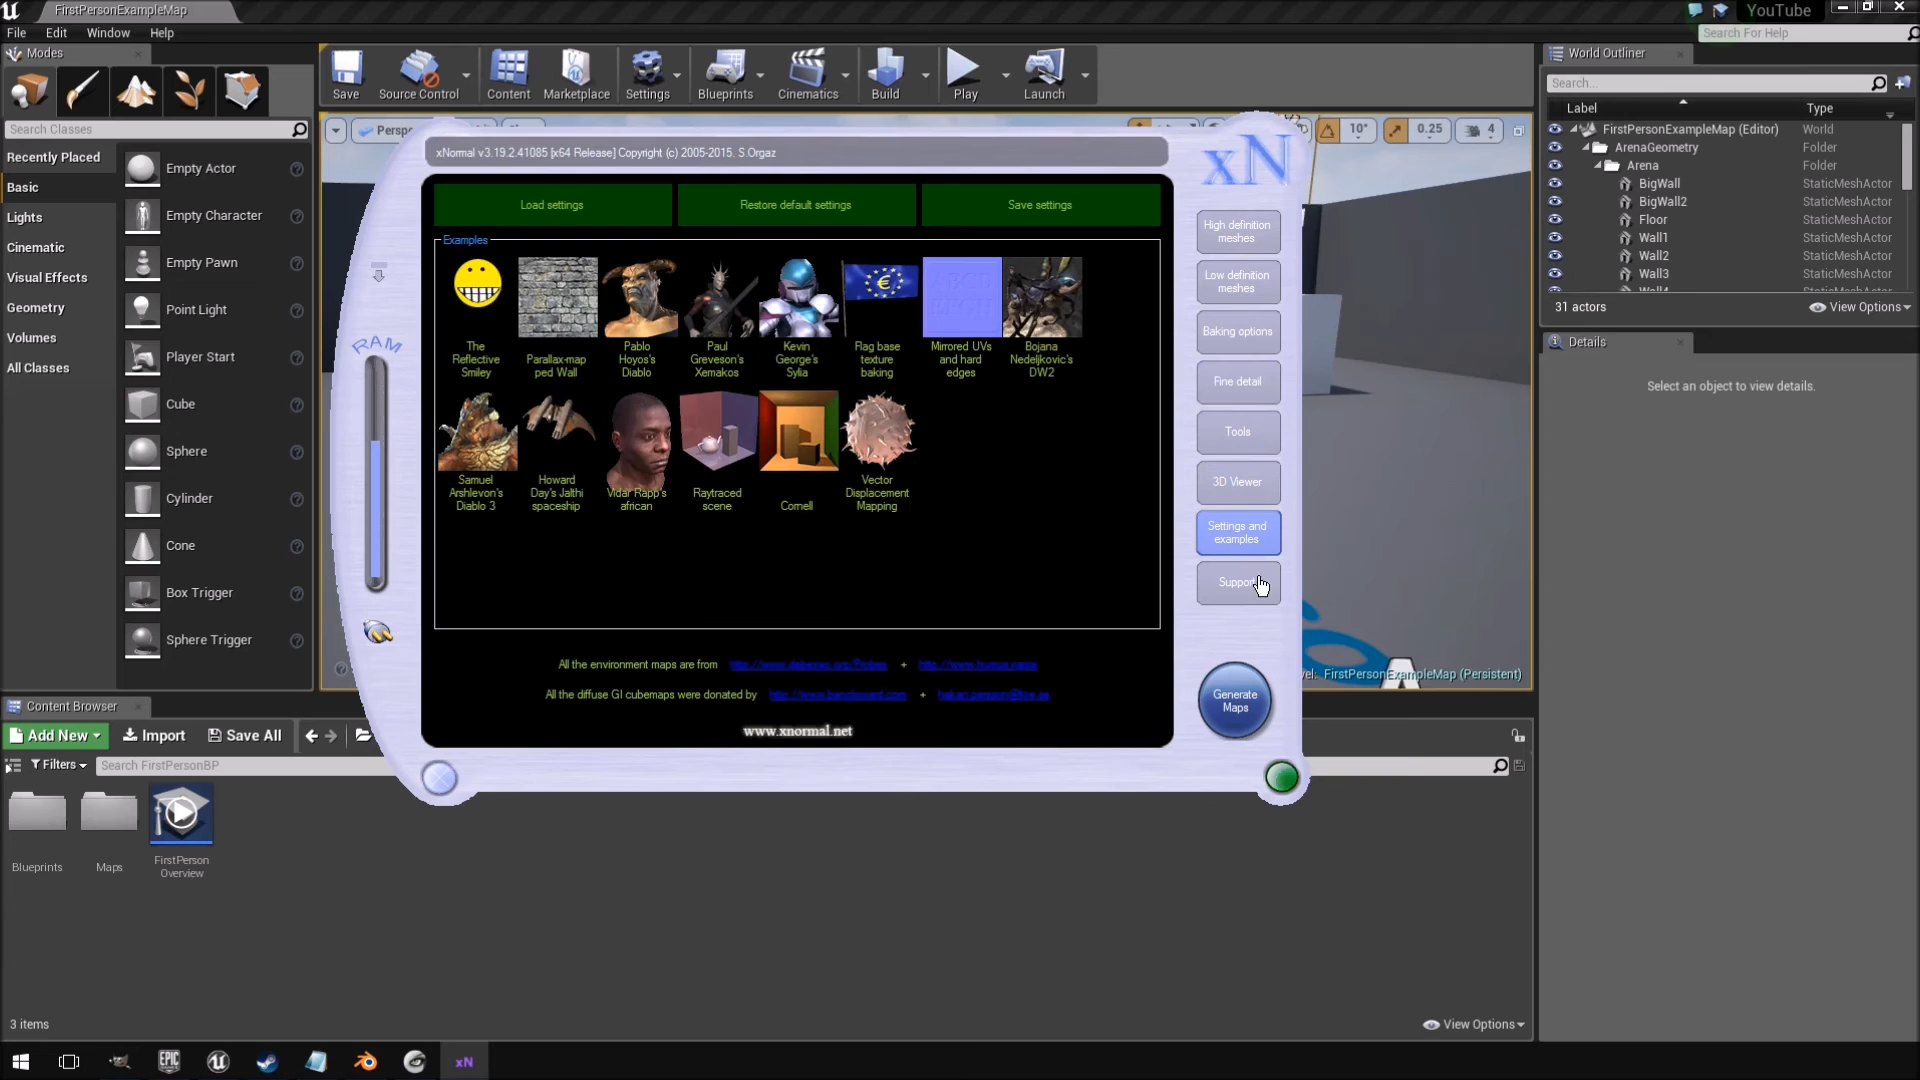 FirstPersonExampleMap
YouTube
File Edit Window Help
Search For Help
Modes
Save
Source Control
Content
Marketplace
Settings
Blueprints
Cinematics
Build
Play
Launch
World Outliner
Search...
Label Type
FirstPersonExampleMap (Editor) World
ArenaGeometry Folder
Arena Folder
BigWall StaticMeshActor
BigWall2 StaticMeshActor
Floor StaticMeshActor
Wall1 StaticMeshActor
Wall2 StaticMeshActor
Wall3 StaticMeshActor
Wall4 StaticMeshActor
31 actors
View Options
Details
Select an object to view details.
Search Classes
Recently Placed
Basic
Lights
Cinematic
Visual Effects
Geometry
Volumes
All Classes
Empty Actor
Empty Character
Empty Pawn
Point Light
Player Start
Cube
Sphere
Cylinder
Cone
Box Trigger
Sphere Trigger
Persp
10°
0.25
4
xNormal v3.19.2.41085 [x64 Release] Copyright (c) 2005-2015. S.Orgaz
xN
RAM
Load settings
Restore default settings
Save settings
Examples
The
Reflective
Smiley
Parallax-map
ped Wall
Pablo
Hoyos's
Diablo
Paul
Greveson's
Xemakos
Kevin
George's
Sylia
Flag base
texture
baking
Mirrored UVs
and hard
edges
Bojana
Nedeljkovic's
DW2
Samuel
Arshlevon's
Diablo 3
Howard
Day's Jalthi
spaceship
Vidar Rapp's
african
Raytraced
scene
Cornell
Vector
Displacement
Mapping
High definition
meshes
Low definition
meshes
Baking options
Fine detail
Tools
3D Viewer
Settings and
examples
Support
Generate
Maps
All the environment maps are from +
All the diffuse GI cubemaps were donated by +
www.xnormal.net
vel: FirstPersonExampleMap (Persistent)
Content Browser
Add New
Import
Save All
Filters
Search FirstPersonBP
Blueprints
Maps
FirstPerson
Overview
3 items
View Options
EPIC
GAMES
xN